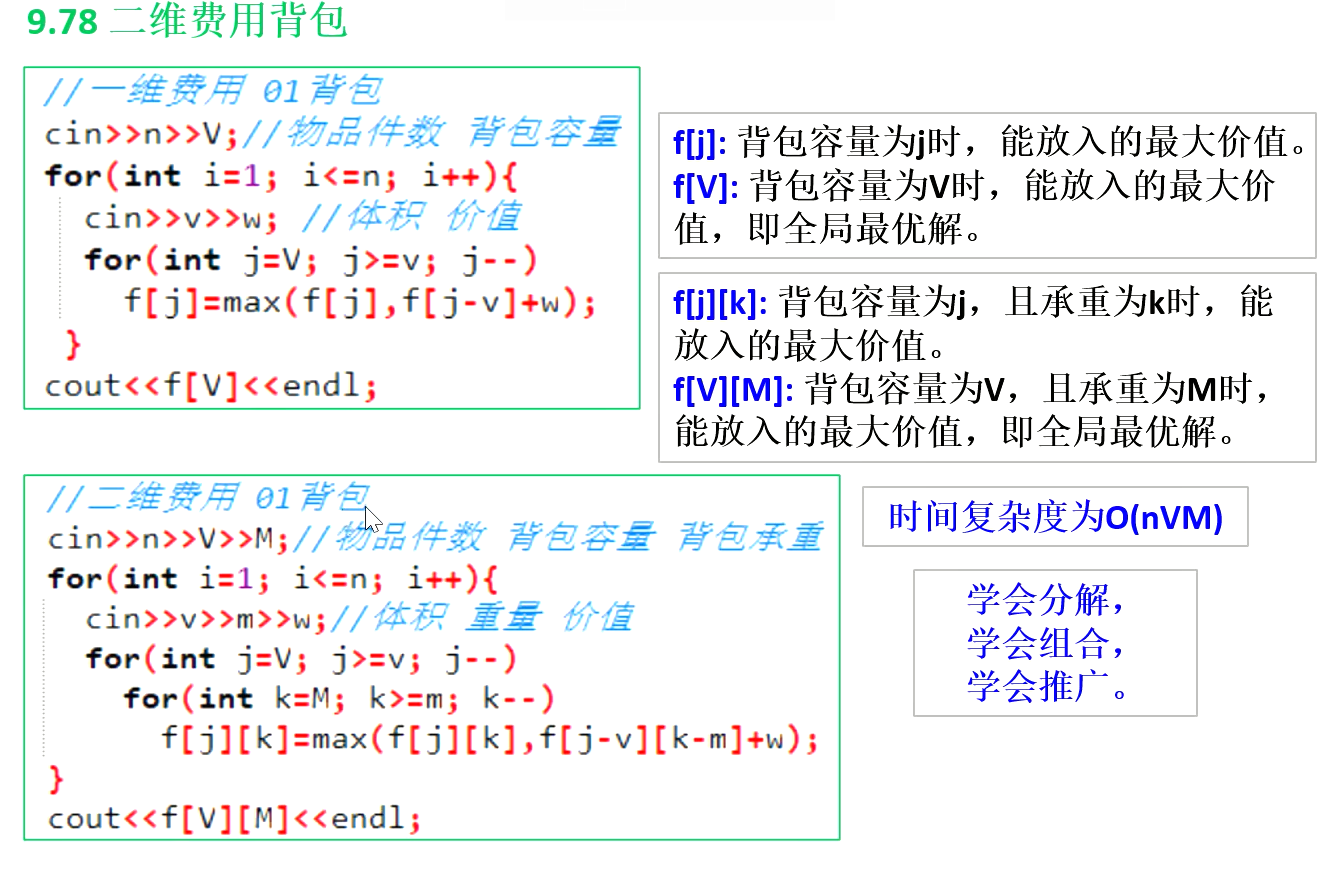 9.78 二维费用背包
//一维费用 01背包
cin>>n>>V;//物品件数 背包容量
for(int i=1; i<=n; i++){
cin>>v>>w; //体积 价值
for(int j=V; j>=v; j--)
f[j]=max(f[j],f[j-v]+w);
}
cout<<f[V]<<endl;
f[j]: 背包容量为j时，能放入的最大价值。
f[V]: 背包容量为V时，能放入的最大价
值，即全局最优解。
f[j][k]: 背包容量为j，且承重为k时，能
放入的最大价值。
f[V][M]: 背包容量为V，且承重为M时，
能放入的最大价值，即全局最优解。
//二维费用 01背包
cin>>n>>V>>M;//物品件数 背包容量 背包承重
for(int i=1; i<=n; i++){
cin>>v>>m>>w;//体积 重量 价值
for(int j=V; j>=v; j--)
for(int k=M; k>=m; k--)
f[j][k]=max(f[j][k],f[j-v][k-m]+w);
}
cout<<f[V][M]<<endl;
时间复杂度为O(nVM)
学会分解，
学会组合，
学会推广。